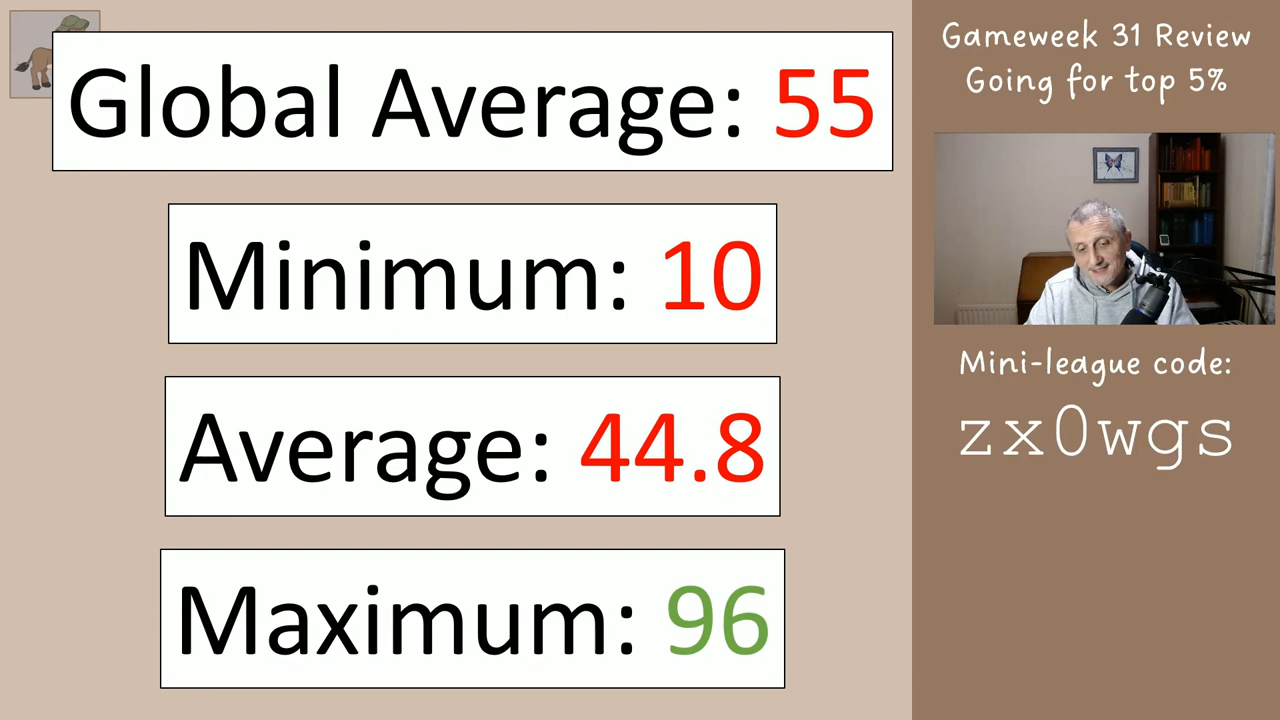 Global Average: 55
Minimum: 10
Average: 44.8
Maximum: 96
Gameweek 31 Review
Going for top 5%
Mini-league code:
zx0wgs